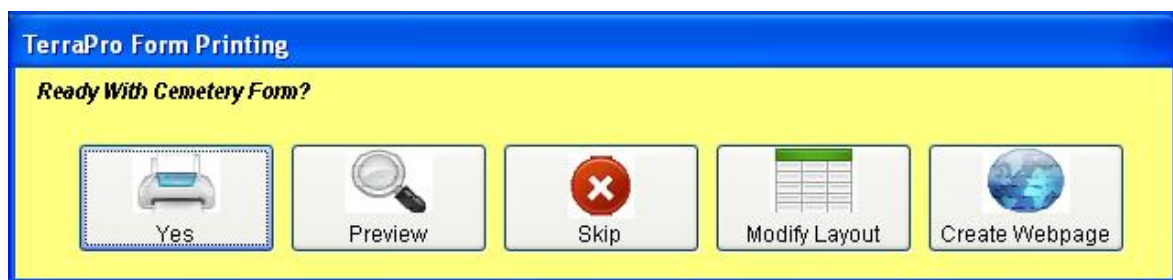 TerraPro Form Printing
Ready With Cemetery Form?
Yes Preview Skip Modify Layout Create Webpage